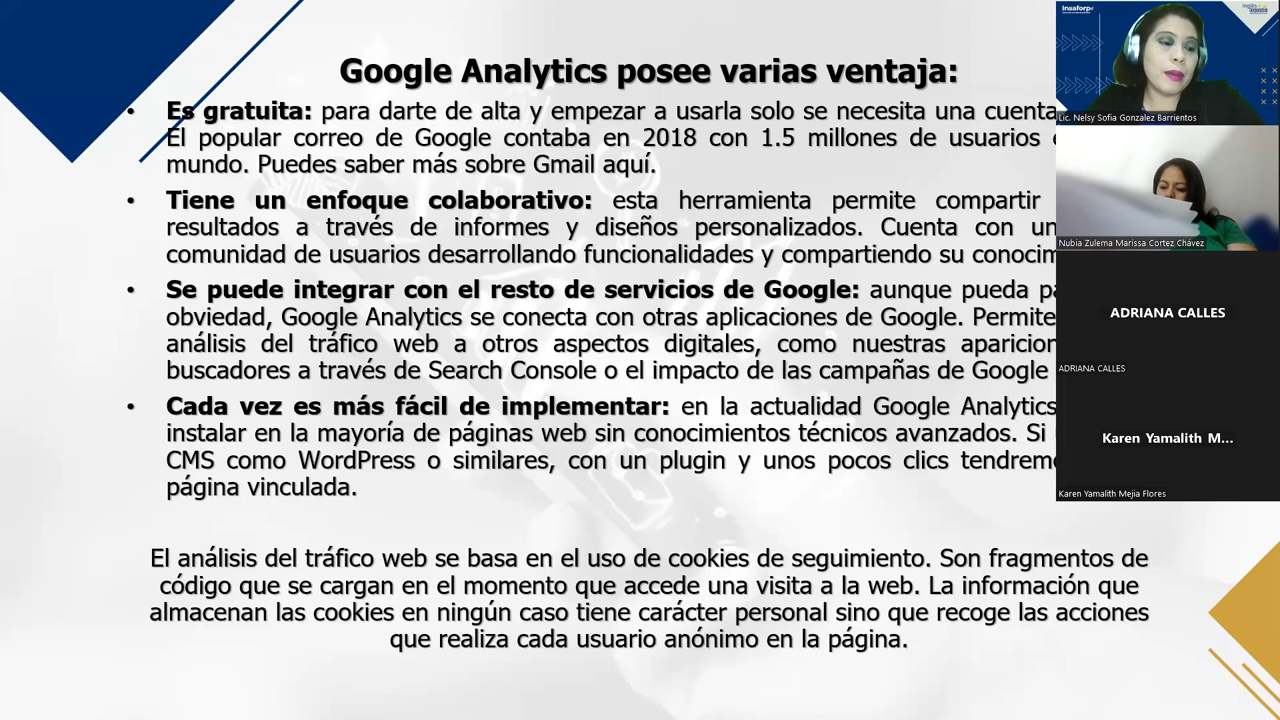 Google Analytics posee varias ventaja:
• Es gratuita: para darte de alta y empezar a usarla solo se necesita una cuenta
El popular correo de Google contaba en 2018 con 1.5 millones de usuarios
mundo. Puedes saber más sobre Gmail aquí.
• Tiene un enfoque colaborativo: esta herramienta permite compartir
resultados a través de informes y diseños personalizados. Cuenta con
comunidad de usuarios desarrollando funcionalidades y compartiendo su
• Se puede integrar con el resto de servicios de Google: aunque pueda
obviedad, Google Analytics se conecta con otras aplicaciones de Google. Permite
análisis del tráfico web a otros aspectos digitales, como nuestras
buscadores a través de Search Console o el impacto de las campañas de Google
• Cada vez es más fácil de implementar: en la actualidad Google Analytics
instalar en la mayoría de páginas web sin conocimientos técnicos avanzados. Si
CMS como WordPress o similares, con un plugin y unos pocos clics
página vinculada.
El análisis del tráfico web se basa en el uso de cookies de seguimiento. Son fragmentos de
código que se cargan en el momento que accede una visita a la web. La información que
almacenan las cookies en ningún caso tiene carácter personal sino que recoge las acciones
que realiza cada usuario anónimo en la página.
Insaforp
Lic. Nelsy Sofia Gonzalez Barrientos
Nubia Zulema Marissa Cortez Chávez
ADRIANA CALLES
ADRIANA CALLES
Karen Yamalith M...
Karen Yamalith Mejia Flores